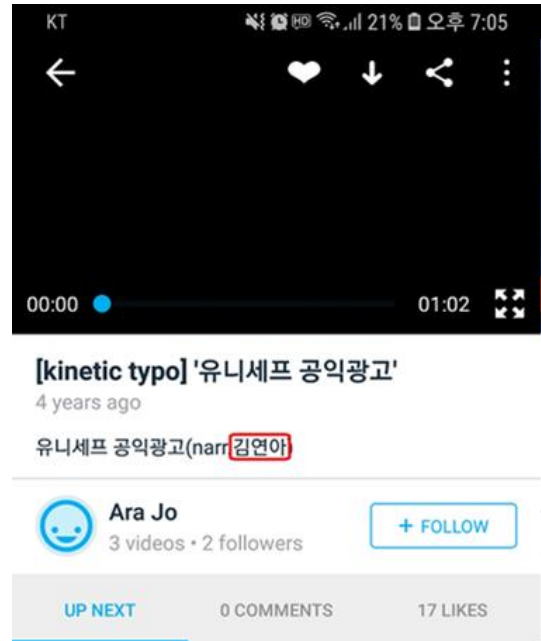 KT HD 21% 오후 7:05
00:00 01:02
[kinetic typo] '유니세프 공익광고'
4 years ago
유니세프 공익광고(narr 김연아)
Ara Jo
3 videos • 2 followers
+ FOLLOW
UP NEXT 0 COMMENTS 17 LIKES